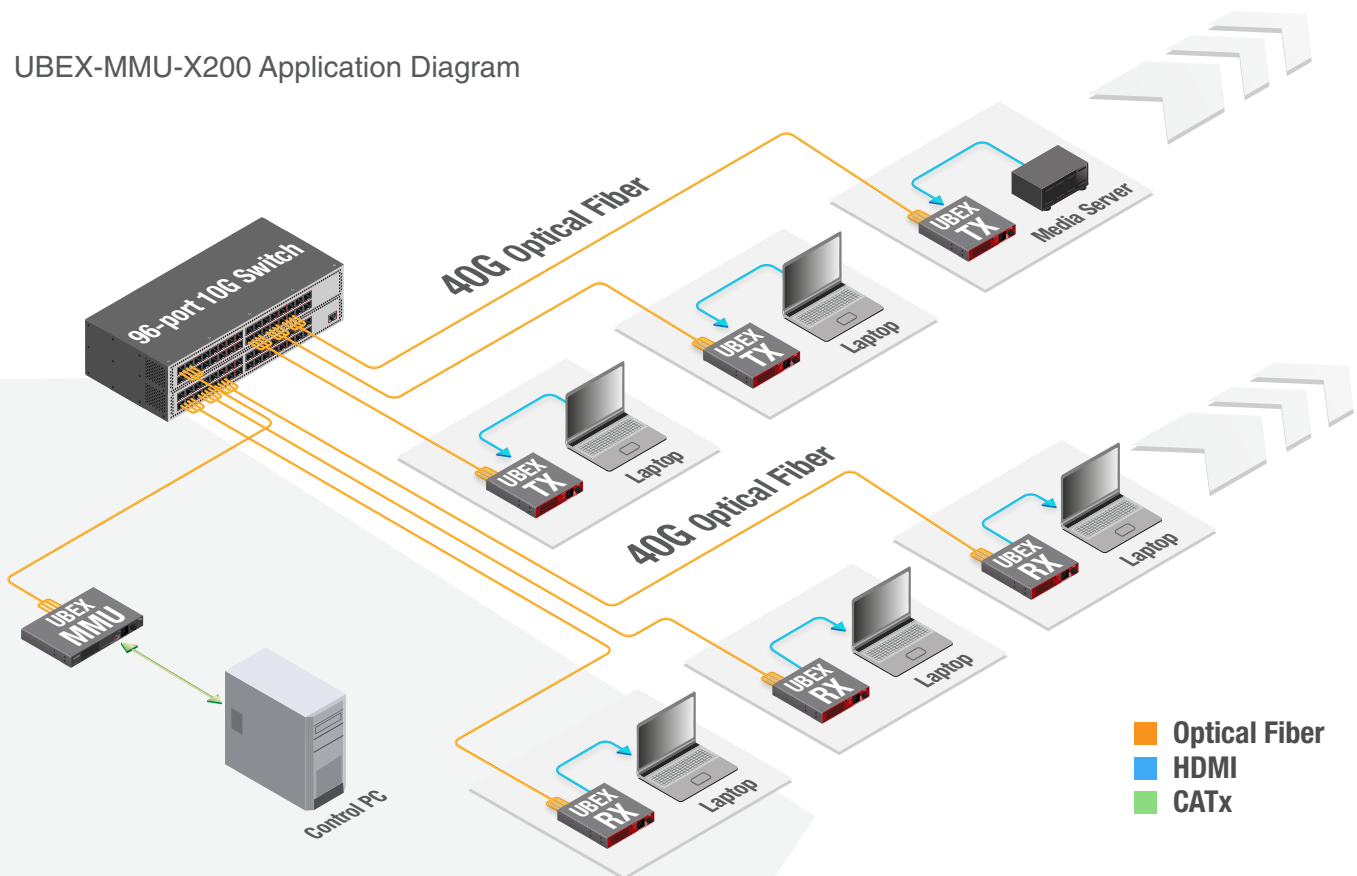 UBEX-MMU-X200 Application Diagram
96-port 10G Switch
40G Optical Fiber
UBEX
TX
Media Server
UBEX
TX
Laptop
UBEX
TX
Laptop
40G Optical Fiber
UBEX
RX
Laptop
UBEX
RX
Laptop
UBEX
RX
Laptop
UBEX
MMU
Control PC
Optical Fiber
HDMI
CATx